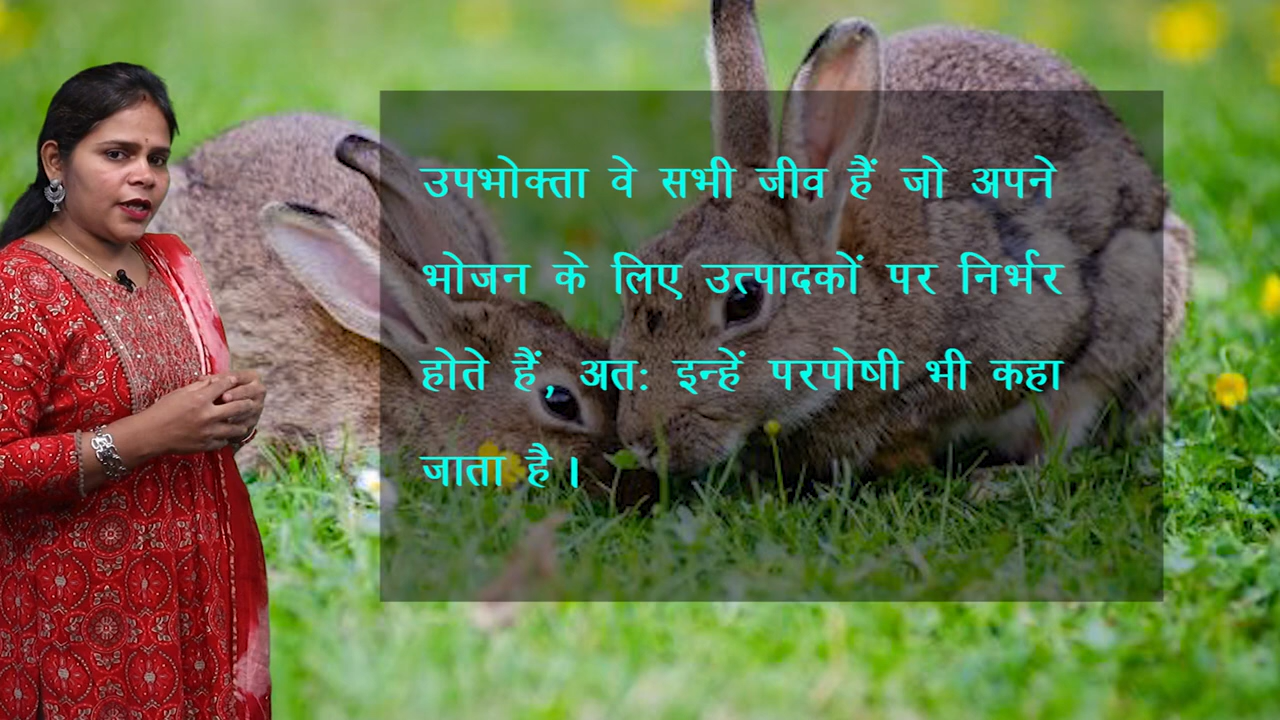 उपभोक्ता वे सभी जीव हैं जो अपने
भोजन के लिए उत्पादकों पर निर्भर
होते हैं, अतः इन्हें परपोषी भी कहा
जाता है।